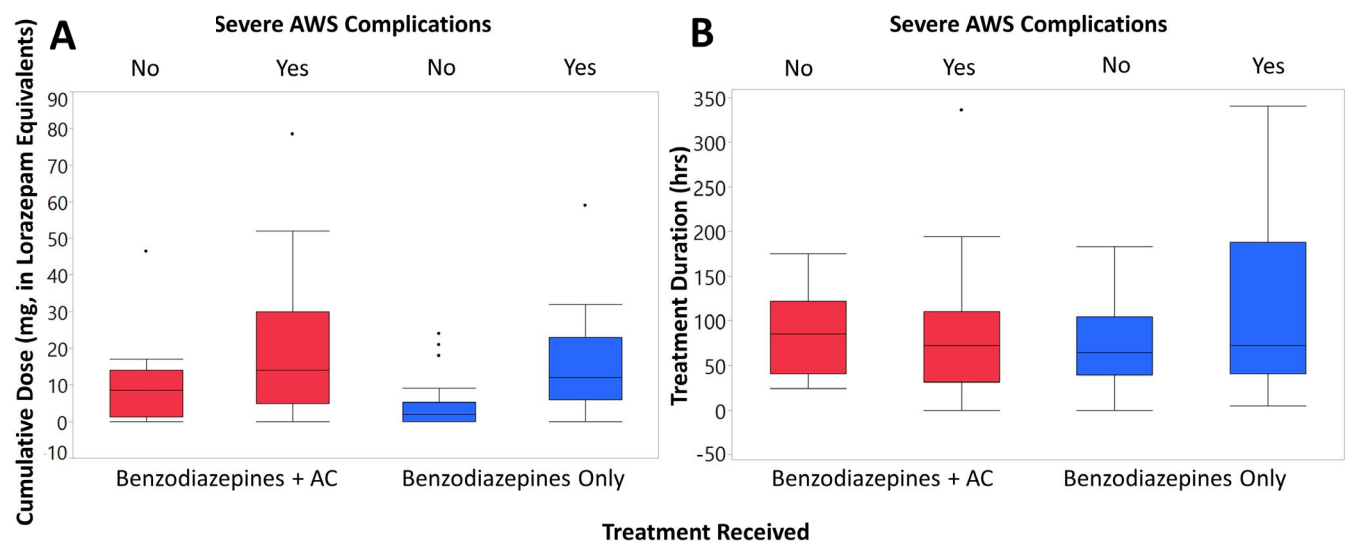 A
Severe AWS Complications
No Yes No Yes
Cumulative Dose (mg, in Lorazepam Equivalents)
90
80
70
60
50
40
30
20
10
0
10
Benzodiazepines + AC Benzodiazepines Only
B
Severe AWS Complications
No Yes No Yes
Treatment Duration (hrs)
350
300
250
200
150
100
50
0
-50
Benzodiazepines + AC Benzodiazepines Only
Treatment Received